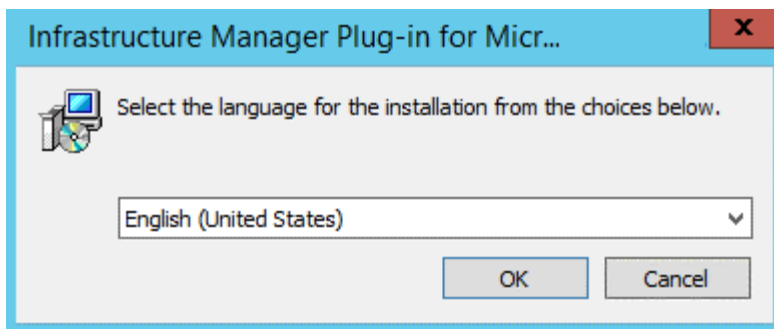 Infrastructure Manager Plug-in for Micr...
x
Select the language for the installation from the choices below.
English (United States)
OK
Cancel